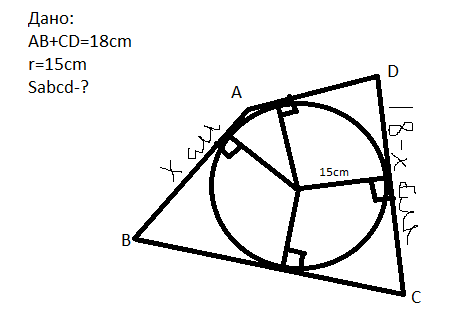 Дано:
AB+CD=18cm
r=15cm
Sabcd-?
A
D
15cm
B
C